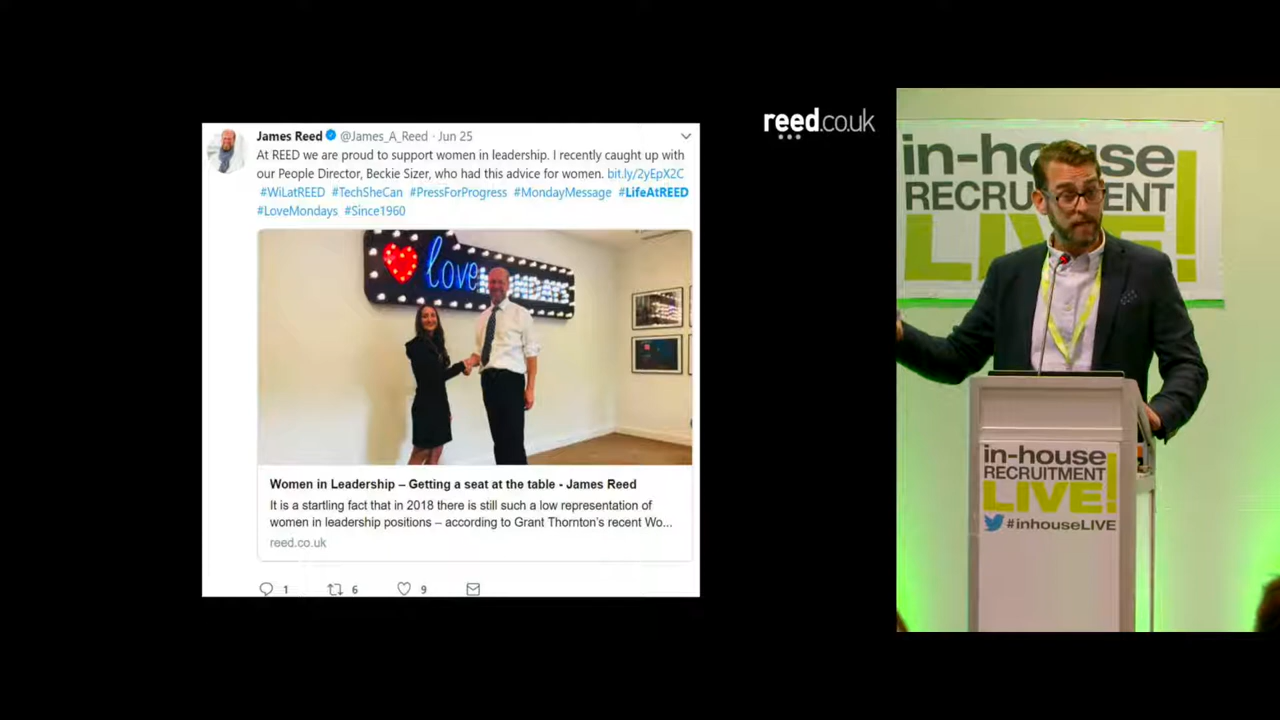 James Reed @James_A_Reed · Jun 25
At REED we are proud to support women in leadership. I recently caught up with
our People Director, Beckie Sizer, who had this advice for women. bit.ly/2yEpX2C
#WiLatREED #TechSheCan #PressForProgress #MondayMessage #LifeAtREED
#LoveMondays #Since1960
love MONDAYS
Women in Leadership – Getting a seat at the table - James Reed
It is a startling fact that in 2018 there is still such a low representation of
women in leadership positions – according to Grant Thornton's recent Wo...
reed.co.uk
1 6 9
reed.co.uk
in-house
RECRUITMENT
LIVE!
in-house
RECRUITMENT
LIVE!
#inhouseLIVE